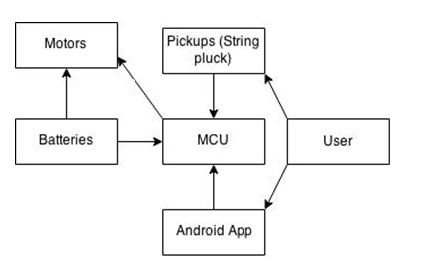 Motors
Pickups (String
pluck)
Batteries
MCU
User
Android App